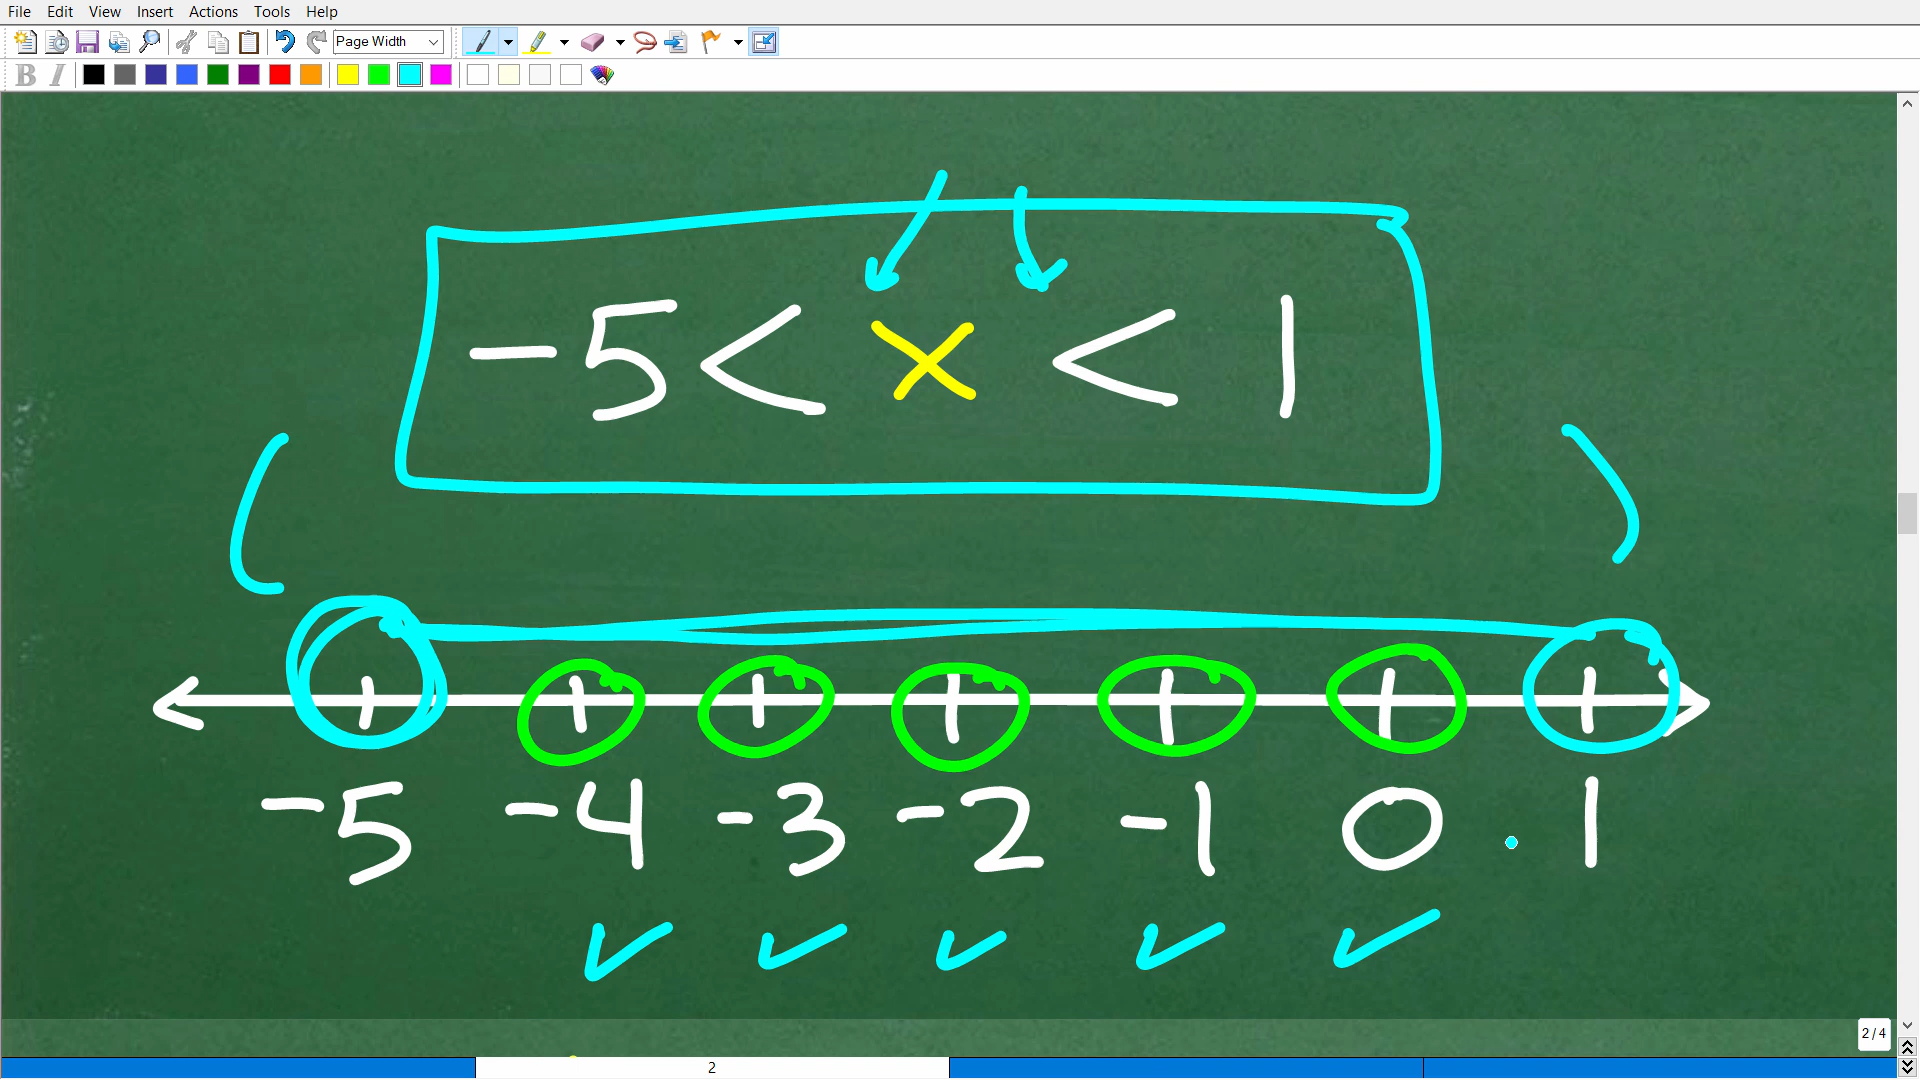 File Edit View Insert Actions Tools Help
Page Width
B I
-5 < x < 1
( )
-5 -4 -3 -2 -1 0 1
✓ ✓ ✓ ✓ ✓
2 / 4
2